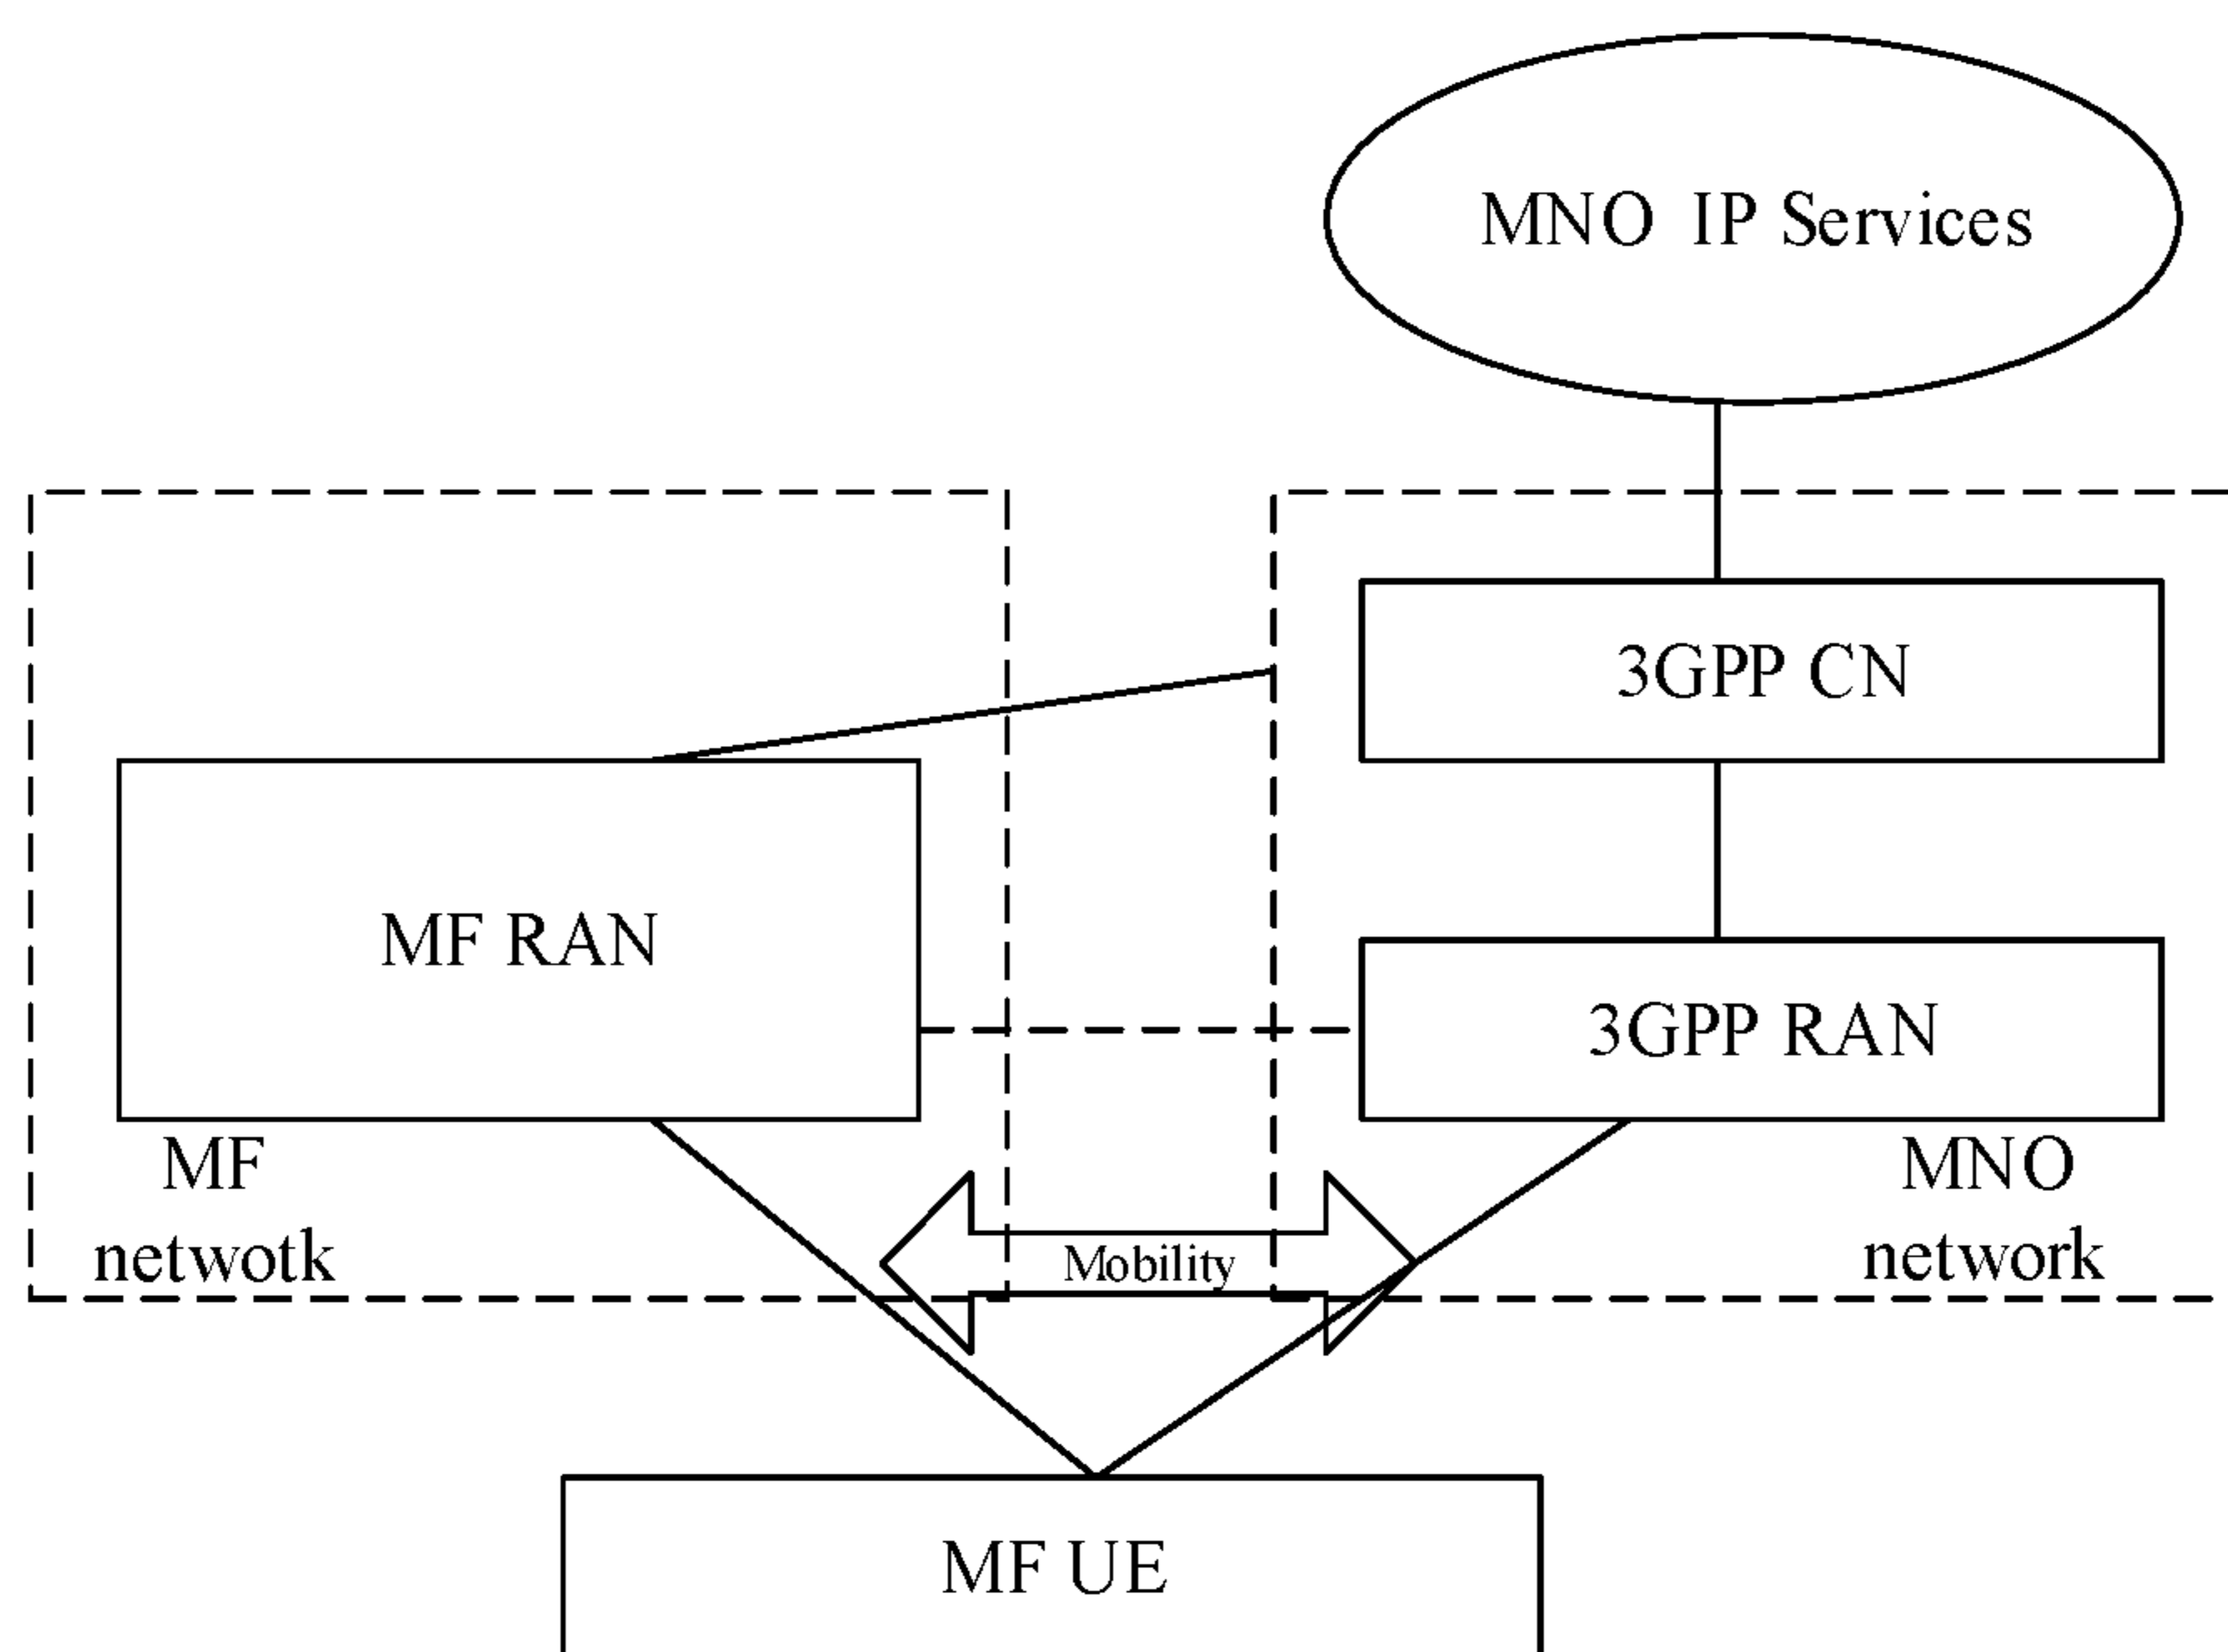 MNO IP Services
3GPP CN
MF RAN
3GPP RAN
MF
netwotk
MNO
network
Mobility
MF UE